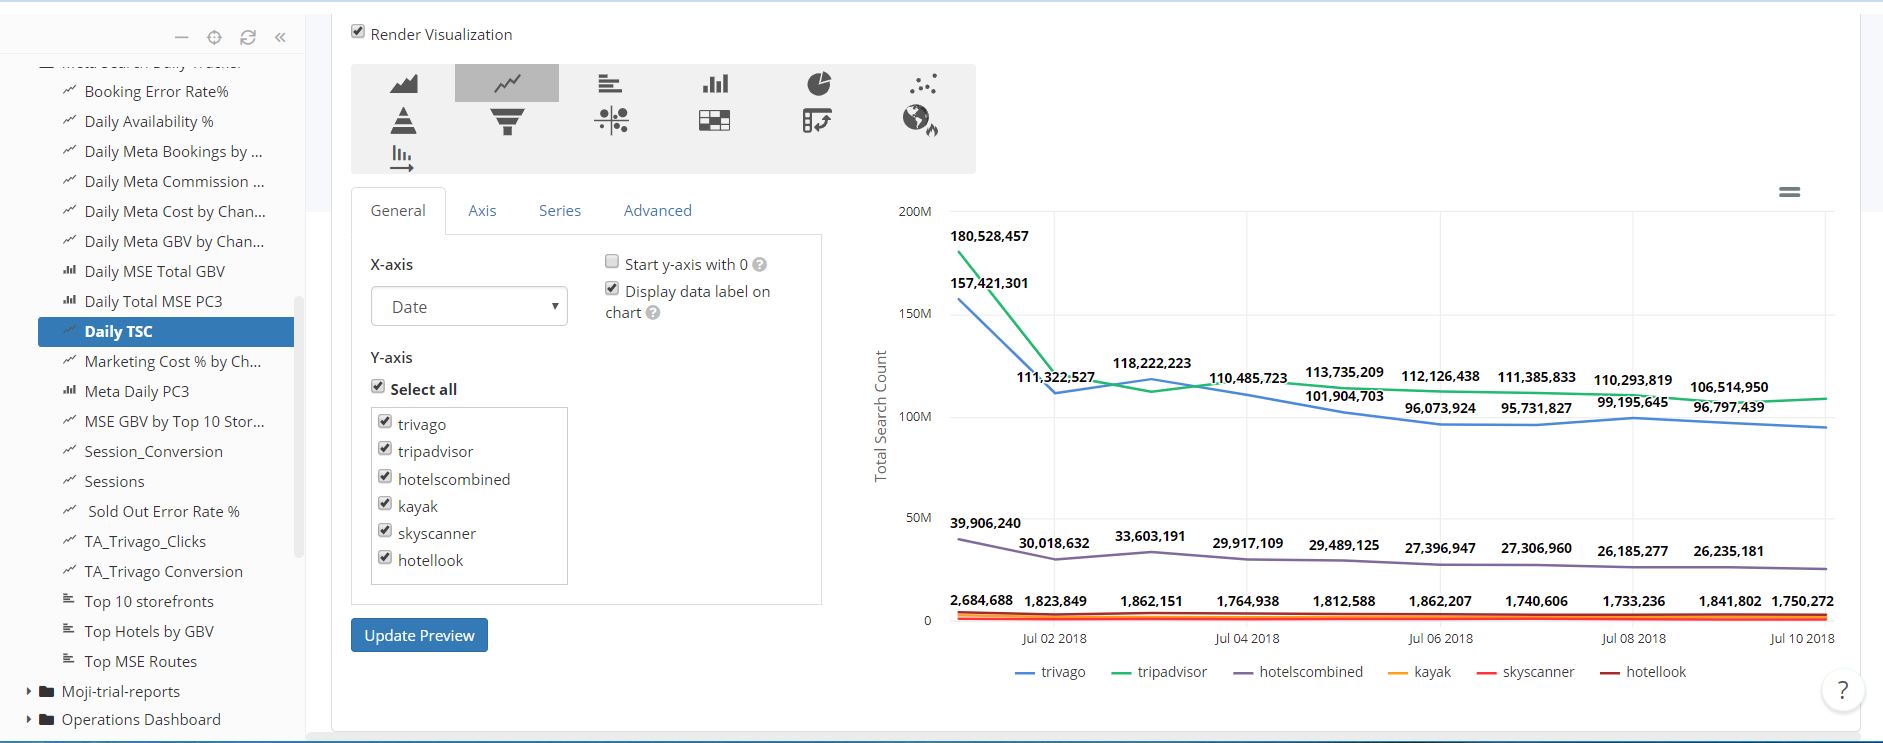 Render Visualization
Booking Error Rate%
Daily Availability %
Daily Meta Bookings by ...
Daily Meta Commission ...
Daily Meta Cost by Chan...
Daily Meta GBV by Chan...
Daily MSE Total GBV
Daily Total MSE PC3
Daily TSC
Marketing Cost % by Ch...
Meta Daily PC3
MSE GBV by Top 10 Stor...
Session_Conversion
Sessions
Sold Out Error Rate %
TA_Trivago_Clicks
TA_Trivago Conversion
Top 10 storefronts
Top Hotels by GBV
Top MSE Routes
Moji-trial-reports
Operations Dashboard
General Axis Series Advanced
X-axis
Date
Start y-axis with 0 ?
Display data label on
chart ?
Y-axis
Select all
trivago
tripadvisor
hotelscombined
kayak
skyscanner
hotellook
Update Preview
Total Search Count
200M
150M
100M
50M
0
180,528,457
157,421,301
111,322,527 118,222,223 110,485,723 113,735,209 112,126,438 111,385,833 110,293,819 106,514,950
101,904,703 96,073,924 95,731,827 99,195,645 96,797,439
39,906,240 30,018,632 33,603,191 29,917,109 29,489,125 27,396,947 27,306,960 26,185,277 26,235,181
2,684,688 1,823,849 1,862,151 1,764,938 1,812,588 1,862,207 1,740,606 1,733,236 1,841,802 1,750,272
Jul 02 2018 Jul 04 2018 Jul 06 2018 Jul 08 2018 Jul 10 2018
trivago tripadvisor hotelscombined kayak skyscanner hotellook
?